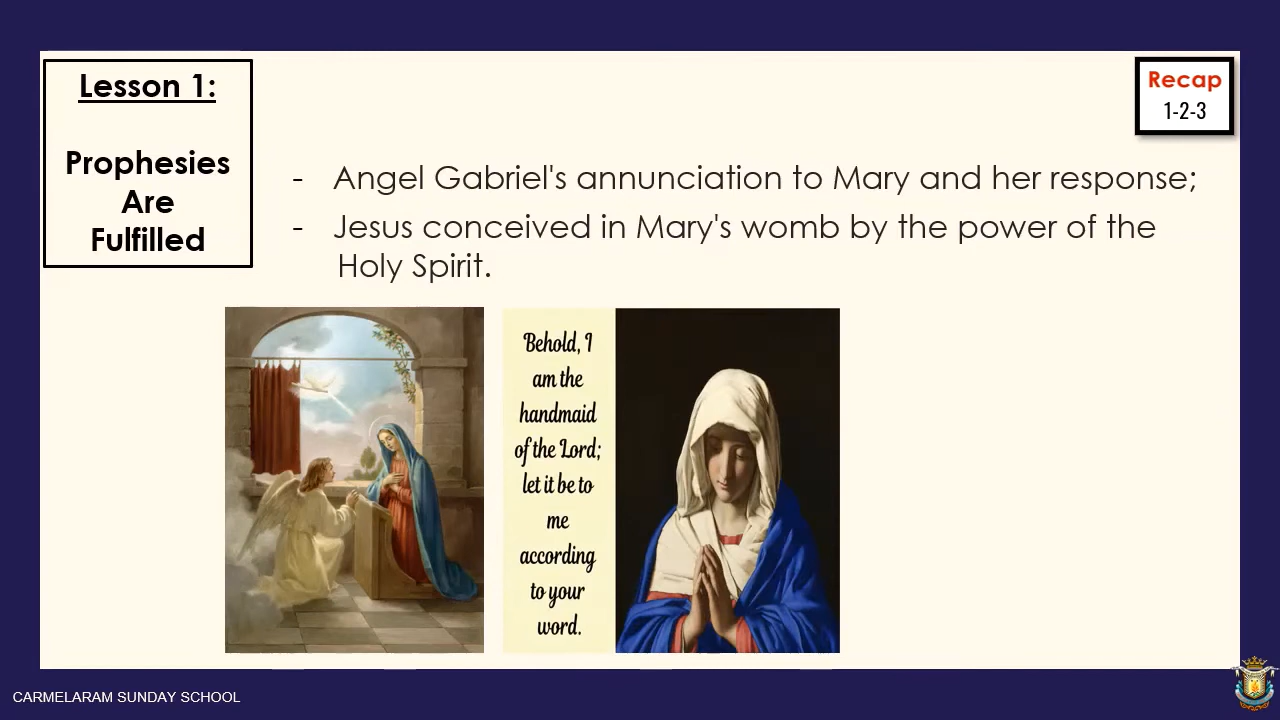 Lesson 1:
Prophesies
Are
Fulfilled
Recap
1-2-3
- Angel Gabriel's annunciation to Mary and her response;
- Jesus conceived in Mary's womb by the power of the
Holy Spirit.
Behold, I
am the
handmaid
of the Lord;
let it be to
me
according
to your
word.
CARMELARAM SUNDAY SCHOOL